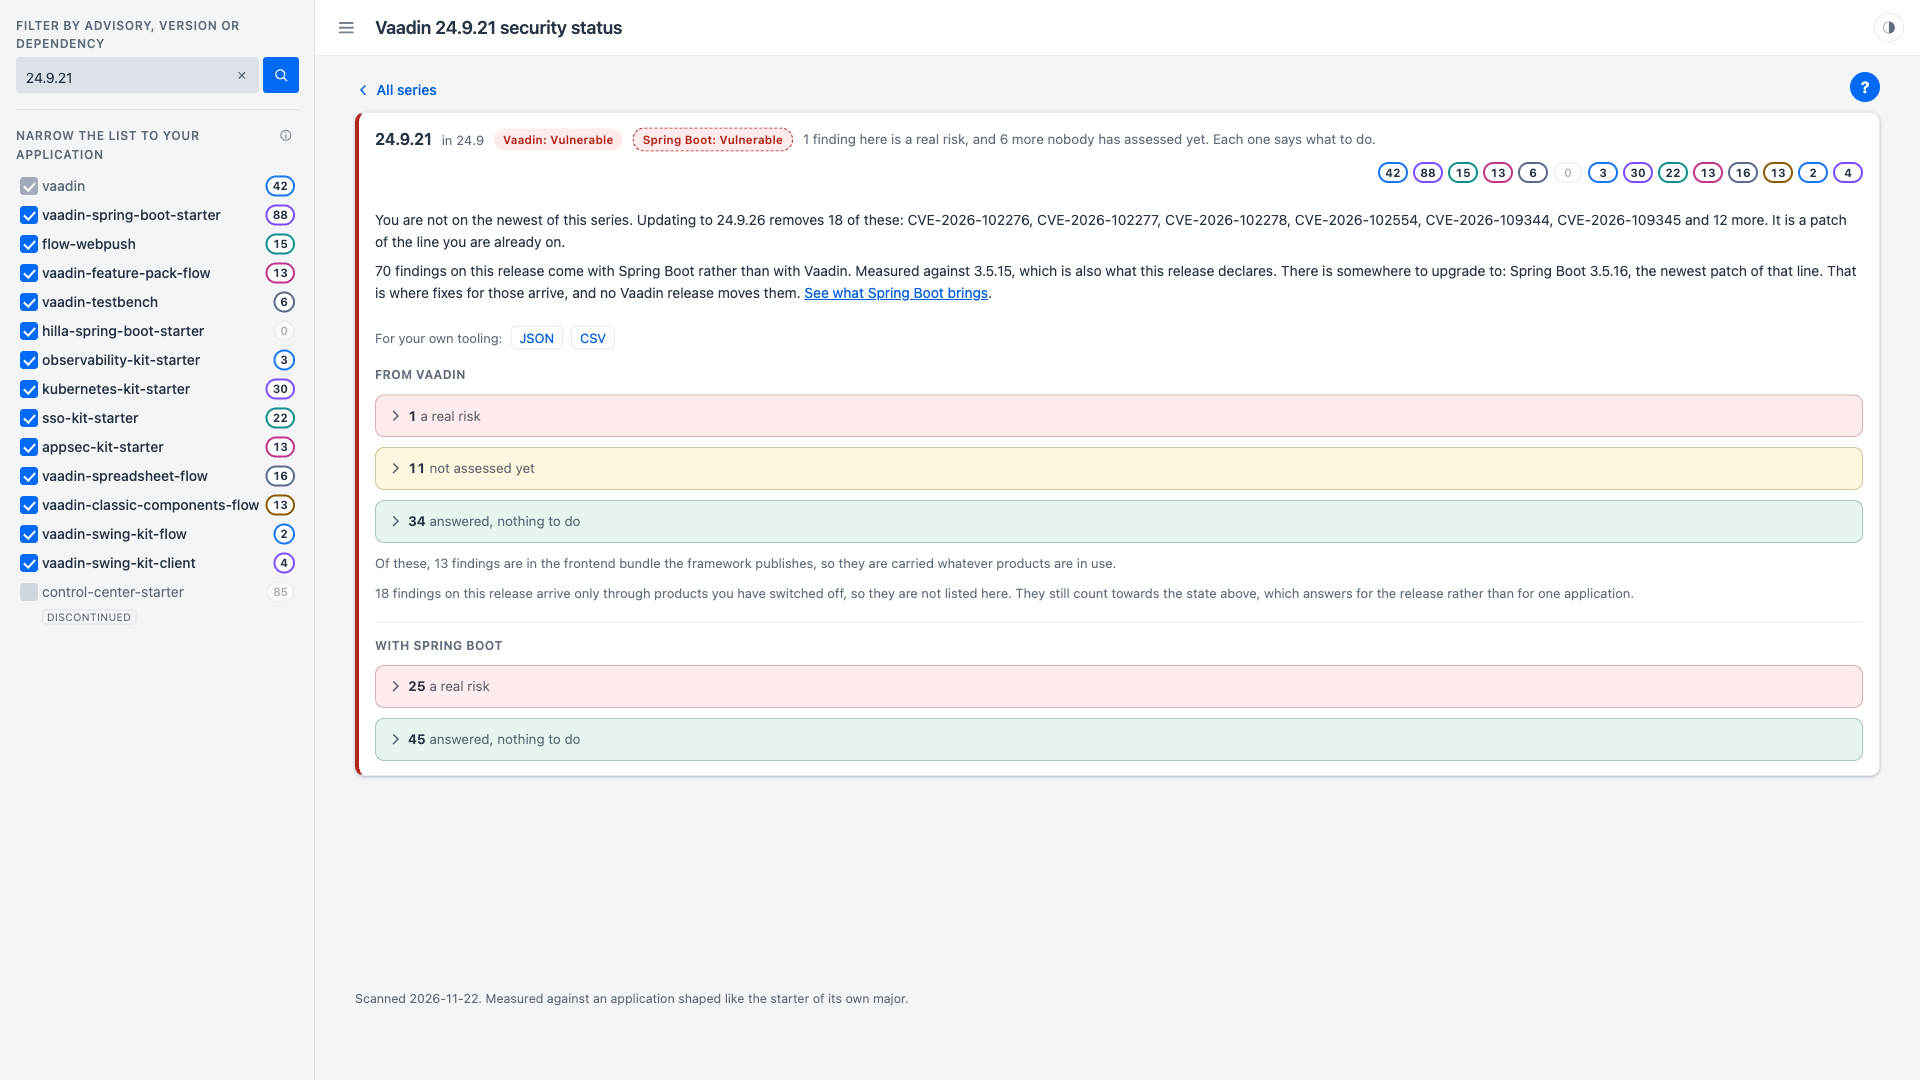 FILTER BY ADVISORY, VERSION OR
DEPENDENCY
24.9.21
NARROW THE LIST TO YOUR
APPLICATION
vaadin 42
vaadin-spring-boot-starter 88
flow-webpush 15
vaadin-feature-pack-flow 13
vaadin-testbench 6
hilla-spring-boot-starter 0
observability-kit-starter 3
kubernetes-kit-starter 30
sso-kit-starter 22
appsec-kit-starter 13
vaadin-spreadsheet-flow 16
vaadin-classic-components-flow 13
vaadin-swing-kit-flow 2
vaadin-swing-kit-client 4
control-center-starter 85
DISCONTINUED
Vaadin 24.9.21 security status
All series
?
24.9.21 in 24.9 Vaadin: Vulnerable Spring Boot: Vulnerable 1 finding here is a real risk, and 6 more nobody has assessed yet. Each one says what to do.
42 88 15 13 6 0 3 30 22 13 16 13 2 4
You are not on the newest of this series. Updating to 24.9.26 removes 18 of these: CVE-2026-102276, CVE-2026-102277, CVE-2026-102278, CVE-2026-102554, CVE-2026-109344, CVE-2026-109345 and 12 more. It is a patch
of the line you are already on.
70 findings on this release come with Spring Boot rather than with Vaadin. Measured against 3.5.15, which is also what this release declares. There is somewhere to upgrade to: Spring Boot 3.5.16, the newest patch of that line. That
is where fixes for those arrive, and no Vaadin release moves them. See what Spring Boot brings.
For your own tooling: JSON CSV
FROM VAADIN
1 a real risk
11 not assessed yet
34 answered, nothing to do
Of these, 13 findings are in the frontend bundle the framework publishes, so they are carried whatever products are in use.
18 findings on this release arrive only through products you have switched off, so they are not listed here. They still count towards the state above, which answers for the release rather than for one application.
WITH SPRING BOOT
25 a real risk
45 answered, nothing to do
Scanned 2026-11-22. Measured against an application shaped like the starter of its own major.